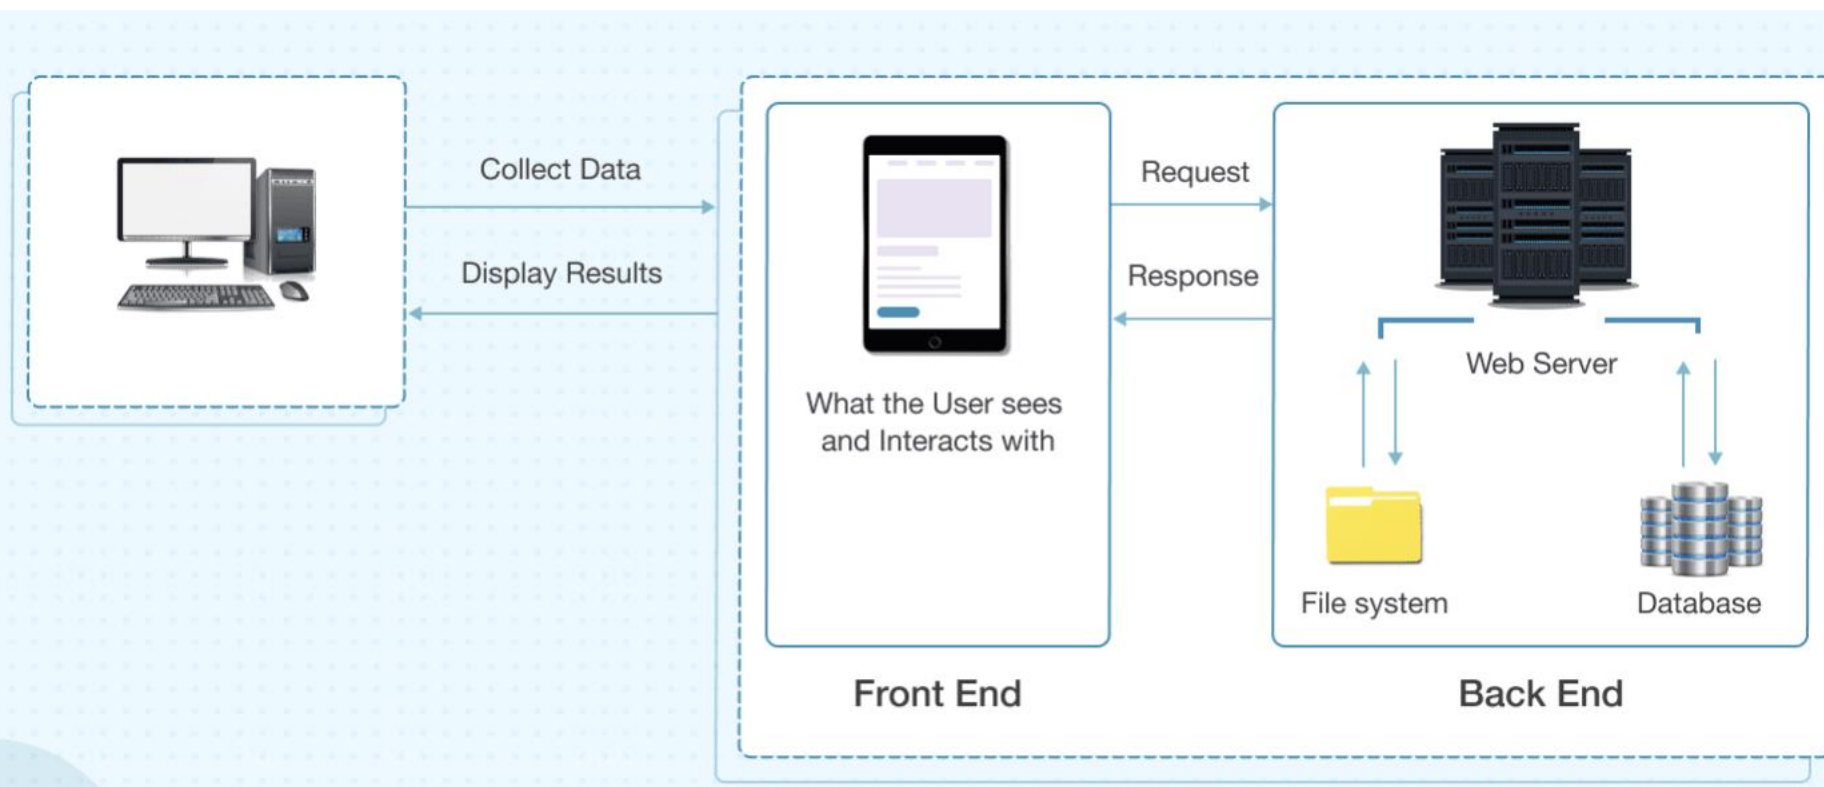 Collect Data
Display Results
What the User sees
and Interacts with
Front End
Request
Response
Web Server
File system
Database
Back End